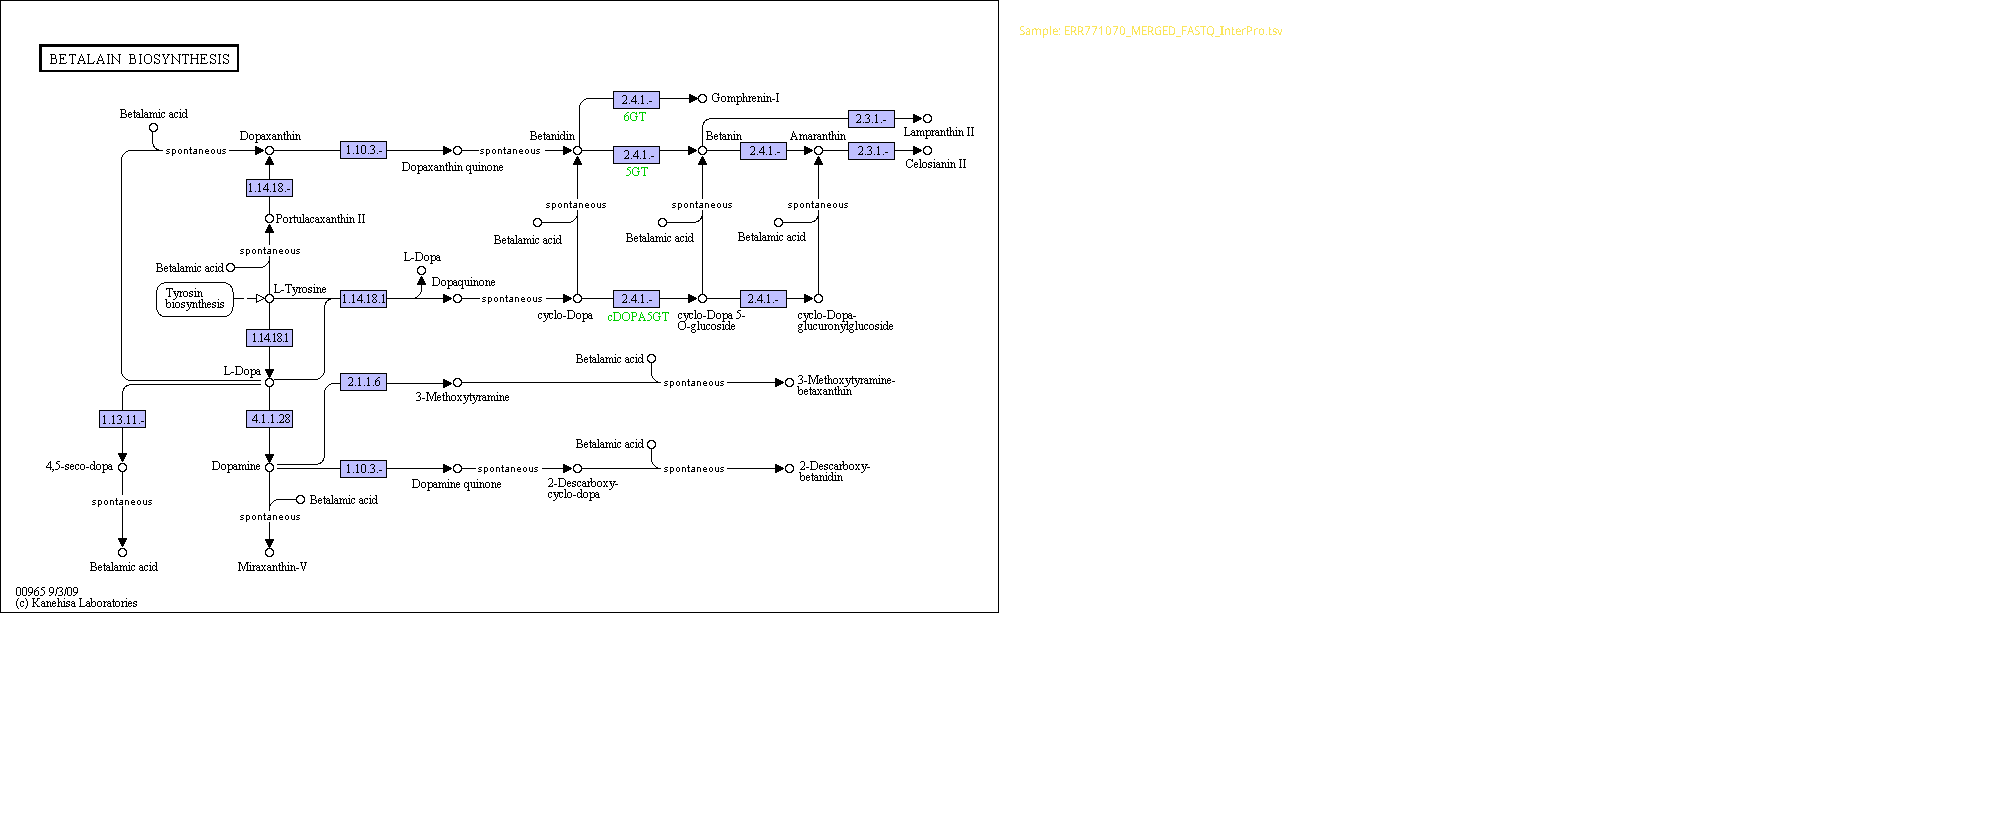 Sample: ERR771070_MERGED_FASTQ_InterPro.tsv
BETALAIN BIOSYNTHESIS
2.4.1.-
Gomphrenin-I
6GT
Betalamic acid
2.3.1.-
Lampranthin II
Dopaxanthin
Betanidin
Betanin
Amaranthin
spontaneous
1.10.3.-
spontaneous
2.4.1.-
2.4.1.-
2.3.1.-
Dopaxanthin quinone
5GT
Celosianin II
1.14.18.-
spontaneous
spontaneous
spontaneous
Portulacaxanthin II
Betalamic acid
Betalamic acid
Betalamic acid
spontaneous
L-Dopa
Betalamic acid
Dopaquinone
Tyrosin
biosynthesis
L-Tyrosine
1.14.18.1
spontaneous
2.4.1.-
2.4.1.-
cyclo-Dopa
cDOPA5GT
cyclo-Dopa 5-
O-glucoside
cyclo-Dopa-
glucuronylglucoside
1.14.18.1
Betalamic acid
L-Dopa
2.1.1.6
spontaneous
3-Methoxytyramine-
betaxanthin
3-Methoxytyramine
1.13.11.-
4.1.1.28
Betalamic acid
4,5-seco-dopa
Dopamine
1.10.3.-
spontaneous
spontaneous
2-Descarboxy-
betanidin
Dopamine quinone
2-Descarboxy-
cyclo-dopa
spontaneous
Betalamic acid
spontaneous
Betalamic acid
Miraxanthin-V
00965 9/3/09
(c) Kanehisa Laboratories